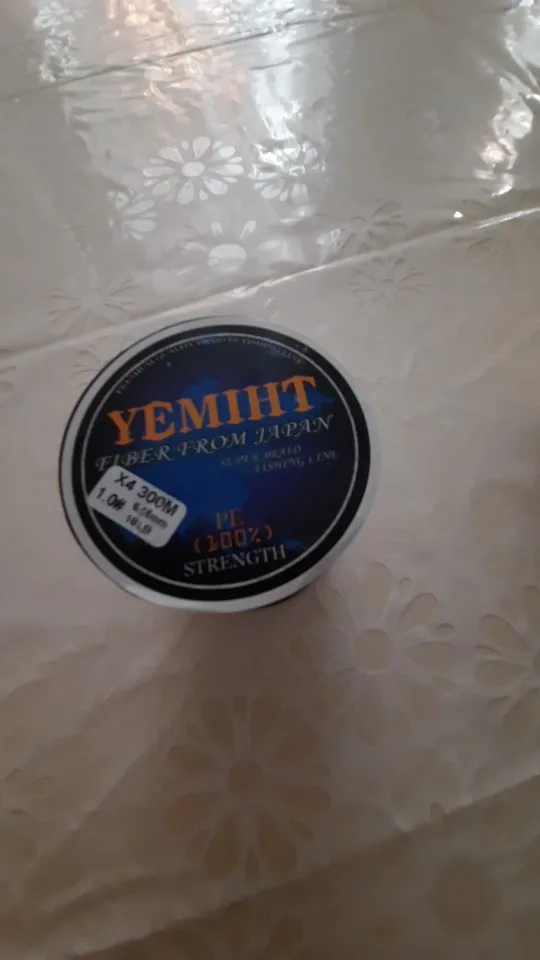 YEMIHT
FIBER FROM JAPAN
SUPER BRAID
FISHING LINE
X4 300M
1.0#
PE
(100%)
STRENGTH